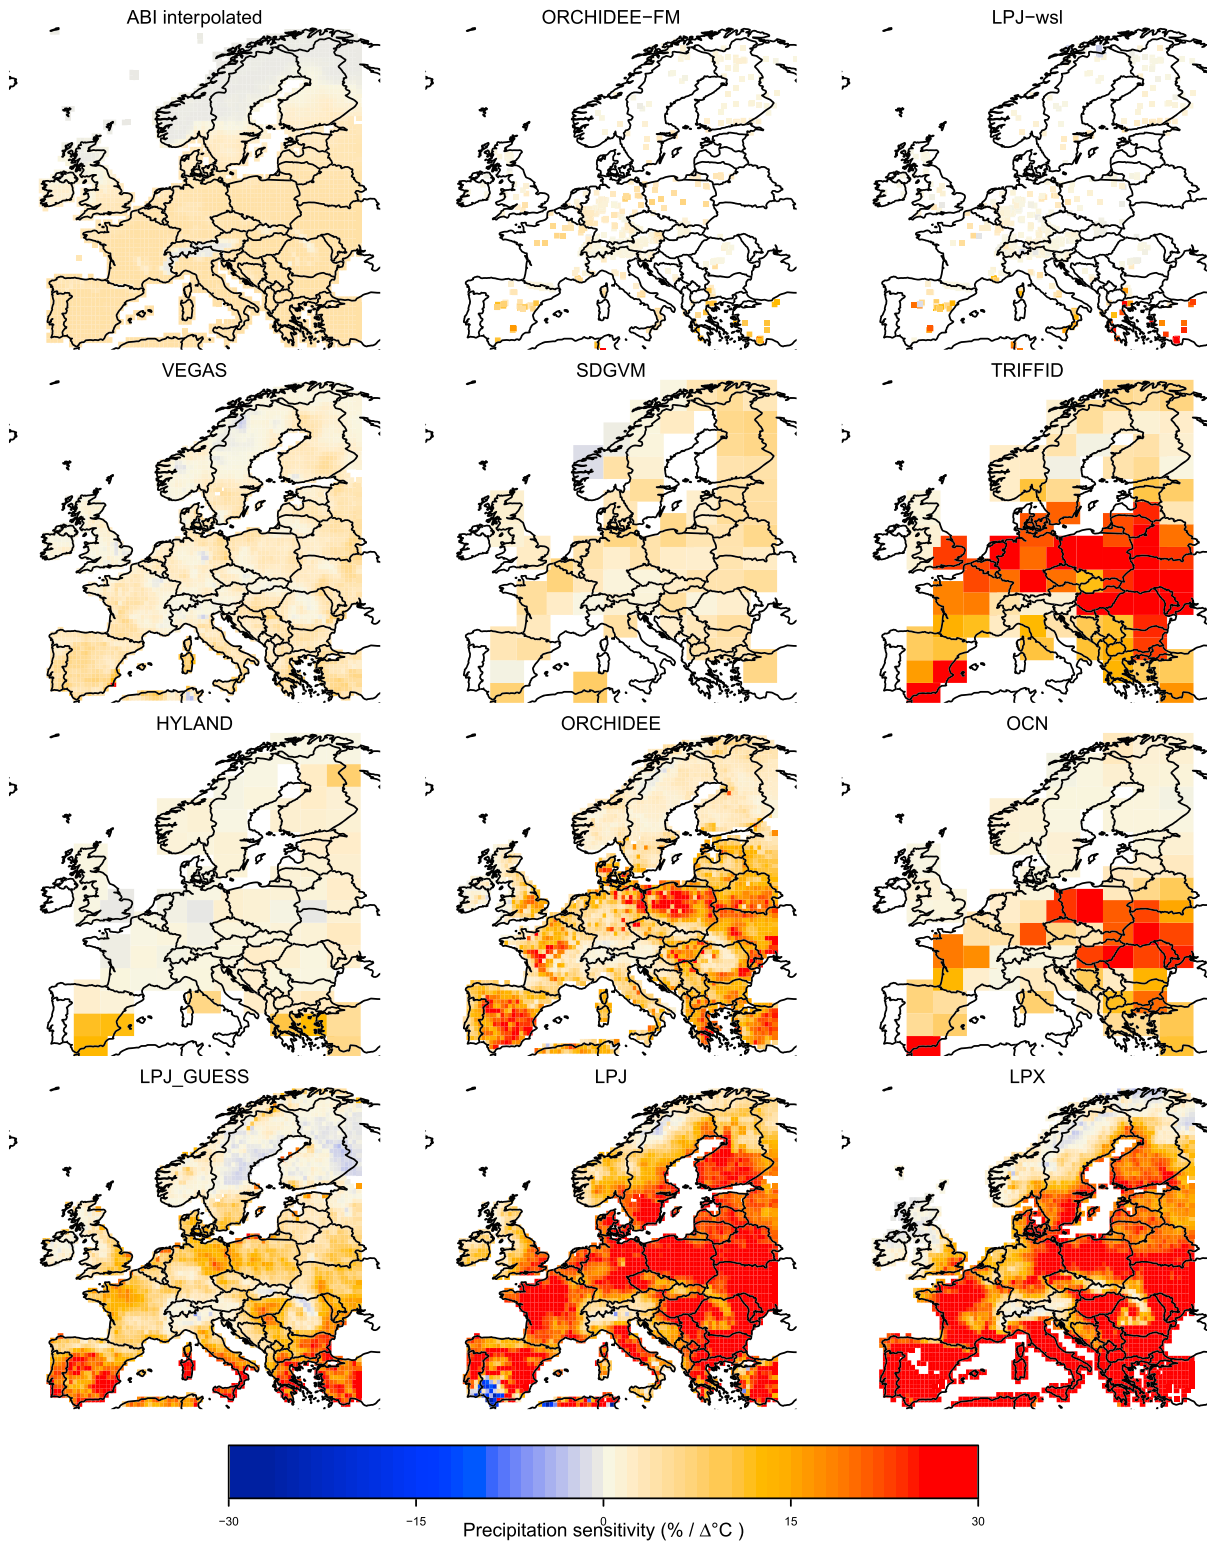 ABI interpolated
ORCHIDEE−FM
LPJ−wsl
VEGAS
SDGVM
TRIFFID
HYLAND
ORCHIDEE
OCN
LPJ_GUESS
LPJ
LPX
−30 −15 0 15 30
Precipitation sensitivity (% / Δ°C )